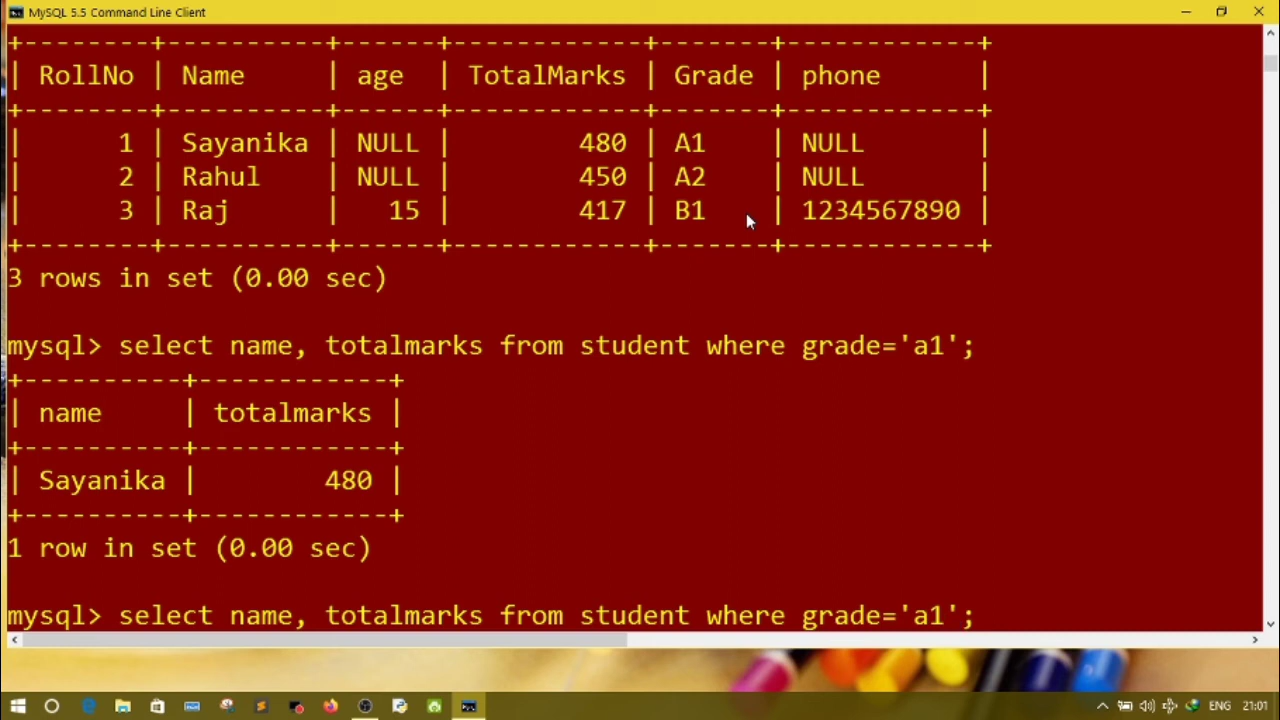 MySQL 5.5 Command Line Client
+--------+----------+------+------------+-------+------------+
| RollNo | Name     | age  | TotalMarks | Grade | phone      |
+--------+----------+------+------------+-------+------------+
|      1 | Sayanika | NULL |        480 | A1    | NULL       |
|      2 | Rahul    | NULL |        450 | A2    | NULL       |
|      3 | Raj      |   15 |        417 | B1    | 1234567890 |
+--------+----------+------+------------+-------+------------+
3 rows in set (0.00 sec)
mysql> select name, totalmarks from student where grade='a1';
+----------+------------+
| name     | totalmarks |
+----------+------------+
| Sayanika |        480 |
+----------+------------+
1 row in set (0.00 sec)
mysql> select name, totalmarks from student where grade='a1';
ENG 21:01